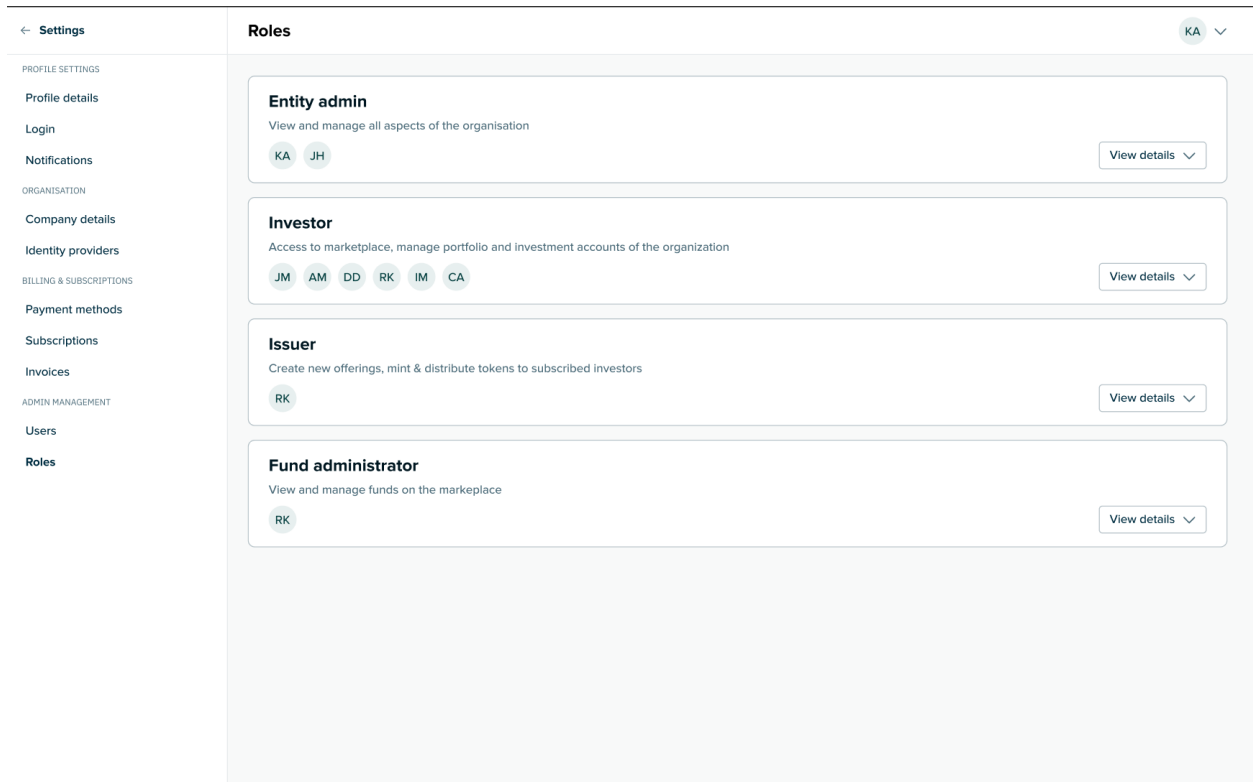 ← Settings
PROFILE SETTINGS
Profile details
Login
Notifications
ORGANISATION
Company details
Identity providers
BILLING & SUBSCRIPTIONS
Payment methods
Subscriptions
Invoices
ADMIN MANAGEMENT
Users
Roles
Roles
KA
Entity admin
View and manage all aspects of the organisation
KA JH
View details
Investor
Access to marketplace, manage portfolio and investment accounts of the organization
JM AM DD RK IM CA
View details
Issuer
Create new offerings, mint & distribute tokens to subscribed investors
RK
View details
Fund administrator
View and manage funds on the markeplace
RK
View details